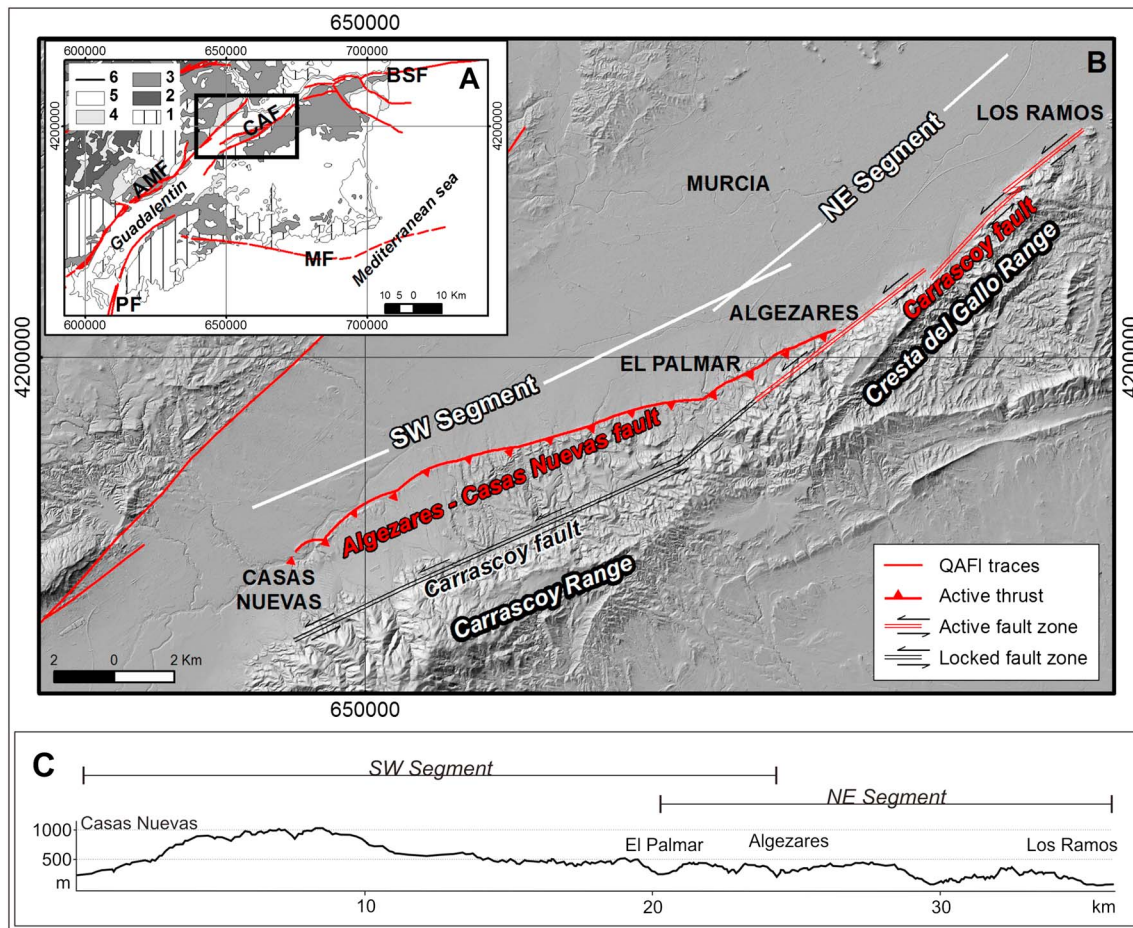 650000
B
LOS RAMOS
NE Segment
MURCIA
Carrascoy fault
Cresta del Gallo Range
ALGEZARES
EL PALMAR
SW Segment
Algezares - Casas Nuevas fault
Carrascoy fault
Carrascoy Range
CASAS
NUEVAS
4200000
4200000
2 0 2 Km
650000
QAFI traces
Active thrust
Active fault zone
Locked fault zone
A
600000 650000 700000
6 3
5 2
4 1
BSF
CAF
AMF
Guadalentin
MF
Mediterranean sea
PF
4200000
4200000
10 5 0 10 Km
600000 650000 700000
C
SW Segment
NE Segment
1000
500
m
Casas Nuevas
El Palmar
Algezares
Los Ramos
10 20 30 km